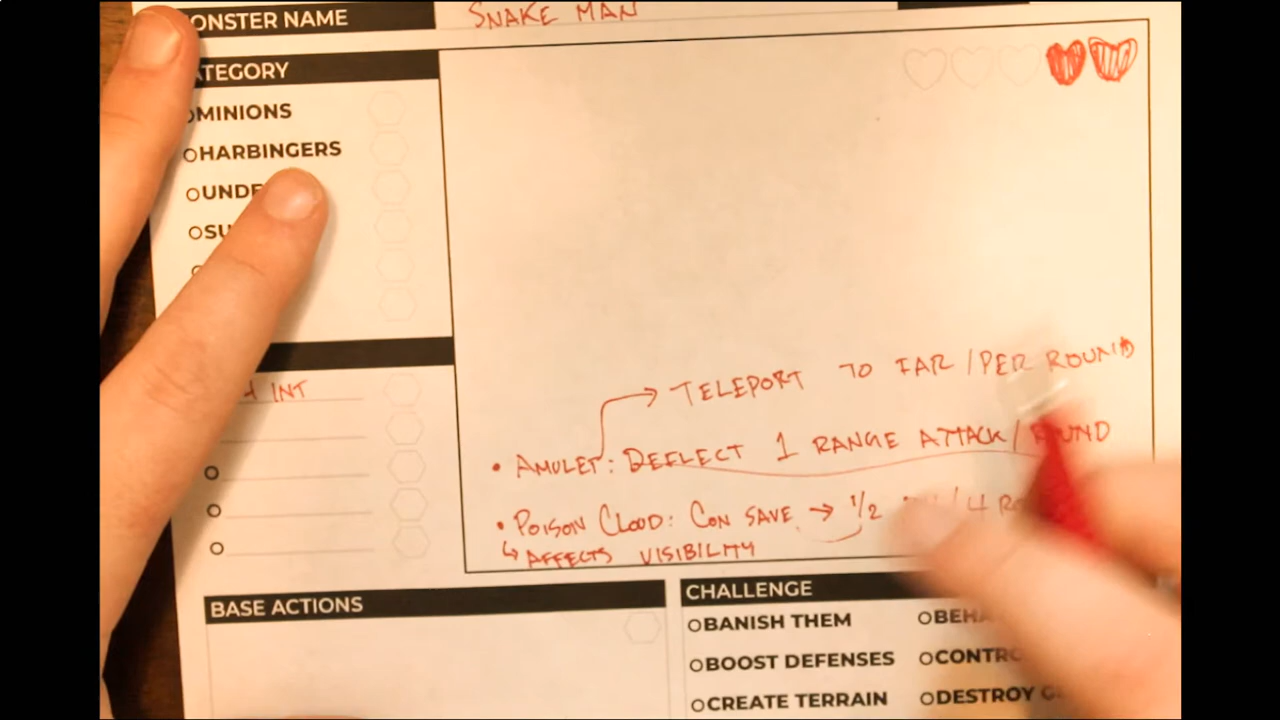 ONSTER NAME
SNAKE MAN
ATEGORY
MINIONS
HARBINGERS
UNDE
SU
INT
→ TELEPORT TO FAR/PER ROUND
• AMULET: DEFLECT 1 RANGE ATTACK/ROUND
• POISON CLOUD: CON SAVE → 1/2
↳ AFFECTS VISIBILITY
BASE ACTIONS
CHALLENGE
BANISH THEM
BEHA
BOOST DEFENSES
CONTRO
CREATE TERRAIN
DESTROY